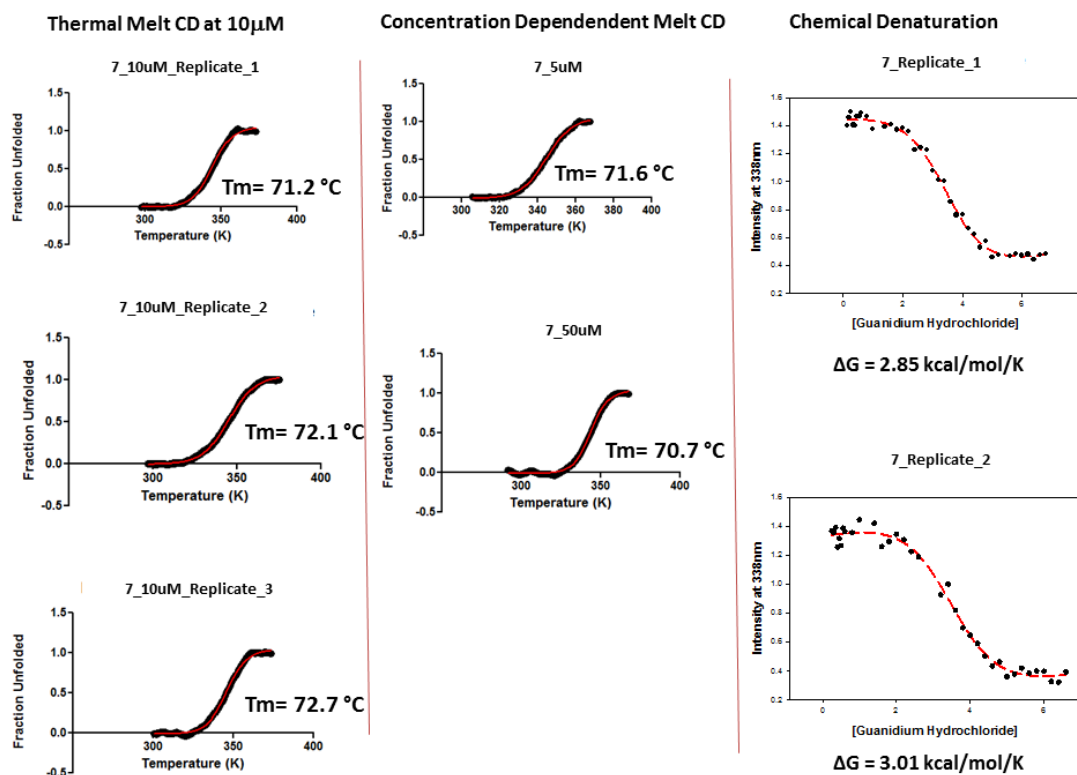 Thermal Melt CD at 10μM
7_10uM_Replicate_1
Fraction Unfolded
1.5
1.0
0.5
0.0
-0.5
300
350
400
Temperature (K)
Tm= 71.2 °C
7_10uM_Replicate_2
Fraction Unfolded
1.5
1.0
0.5
0.0
-0.5
300
350
400
Temperature (K)
Tm= 72.1 °C
7_10uM_Replicate_3
Fraction Unfolded
1.5
1.0
0.5
0.0
-0.5
300
350
400
Temperature (K)
Tm= 72.7 °C
Concentration Dependendent Melt CD
7_5uM
Fraction Unfolded
1.5
1.0
0.5
0.0
-0.5
300
320
340
360
380
400
Temperature (K)
Tm= 71.6 °C
7_50uM
Fraction Unfolded
1.5
1.0
0.5
0.0
-0.5
300
350
400
Temperature (K)
Tm= 70.7 °C
Chemical Denaturation
7_Replicate_1
Intensity at 338nm
1.6
1.4
1.2
1.0
0.8
0.6
0.4
0.2
0
2
4
6
[Guanidium Hydrochloride]
ΔG = 2.85 kcal/mol/K
7_Replicate_2
Intensity at 338nm
1.6
1.4
1.2
1.0
0.8
0.6
0.4
0.2
0
2
4
6
[Guanidium Hydrochloride]
ΔG = 3.01 kcal/mol/K